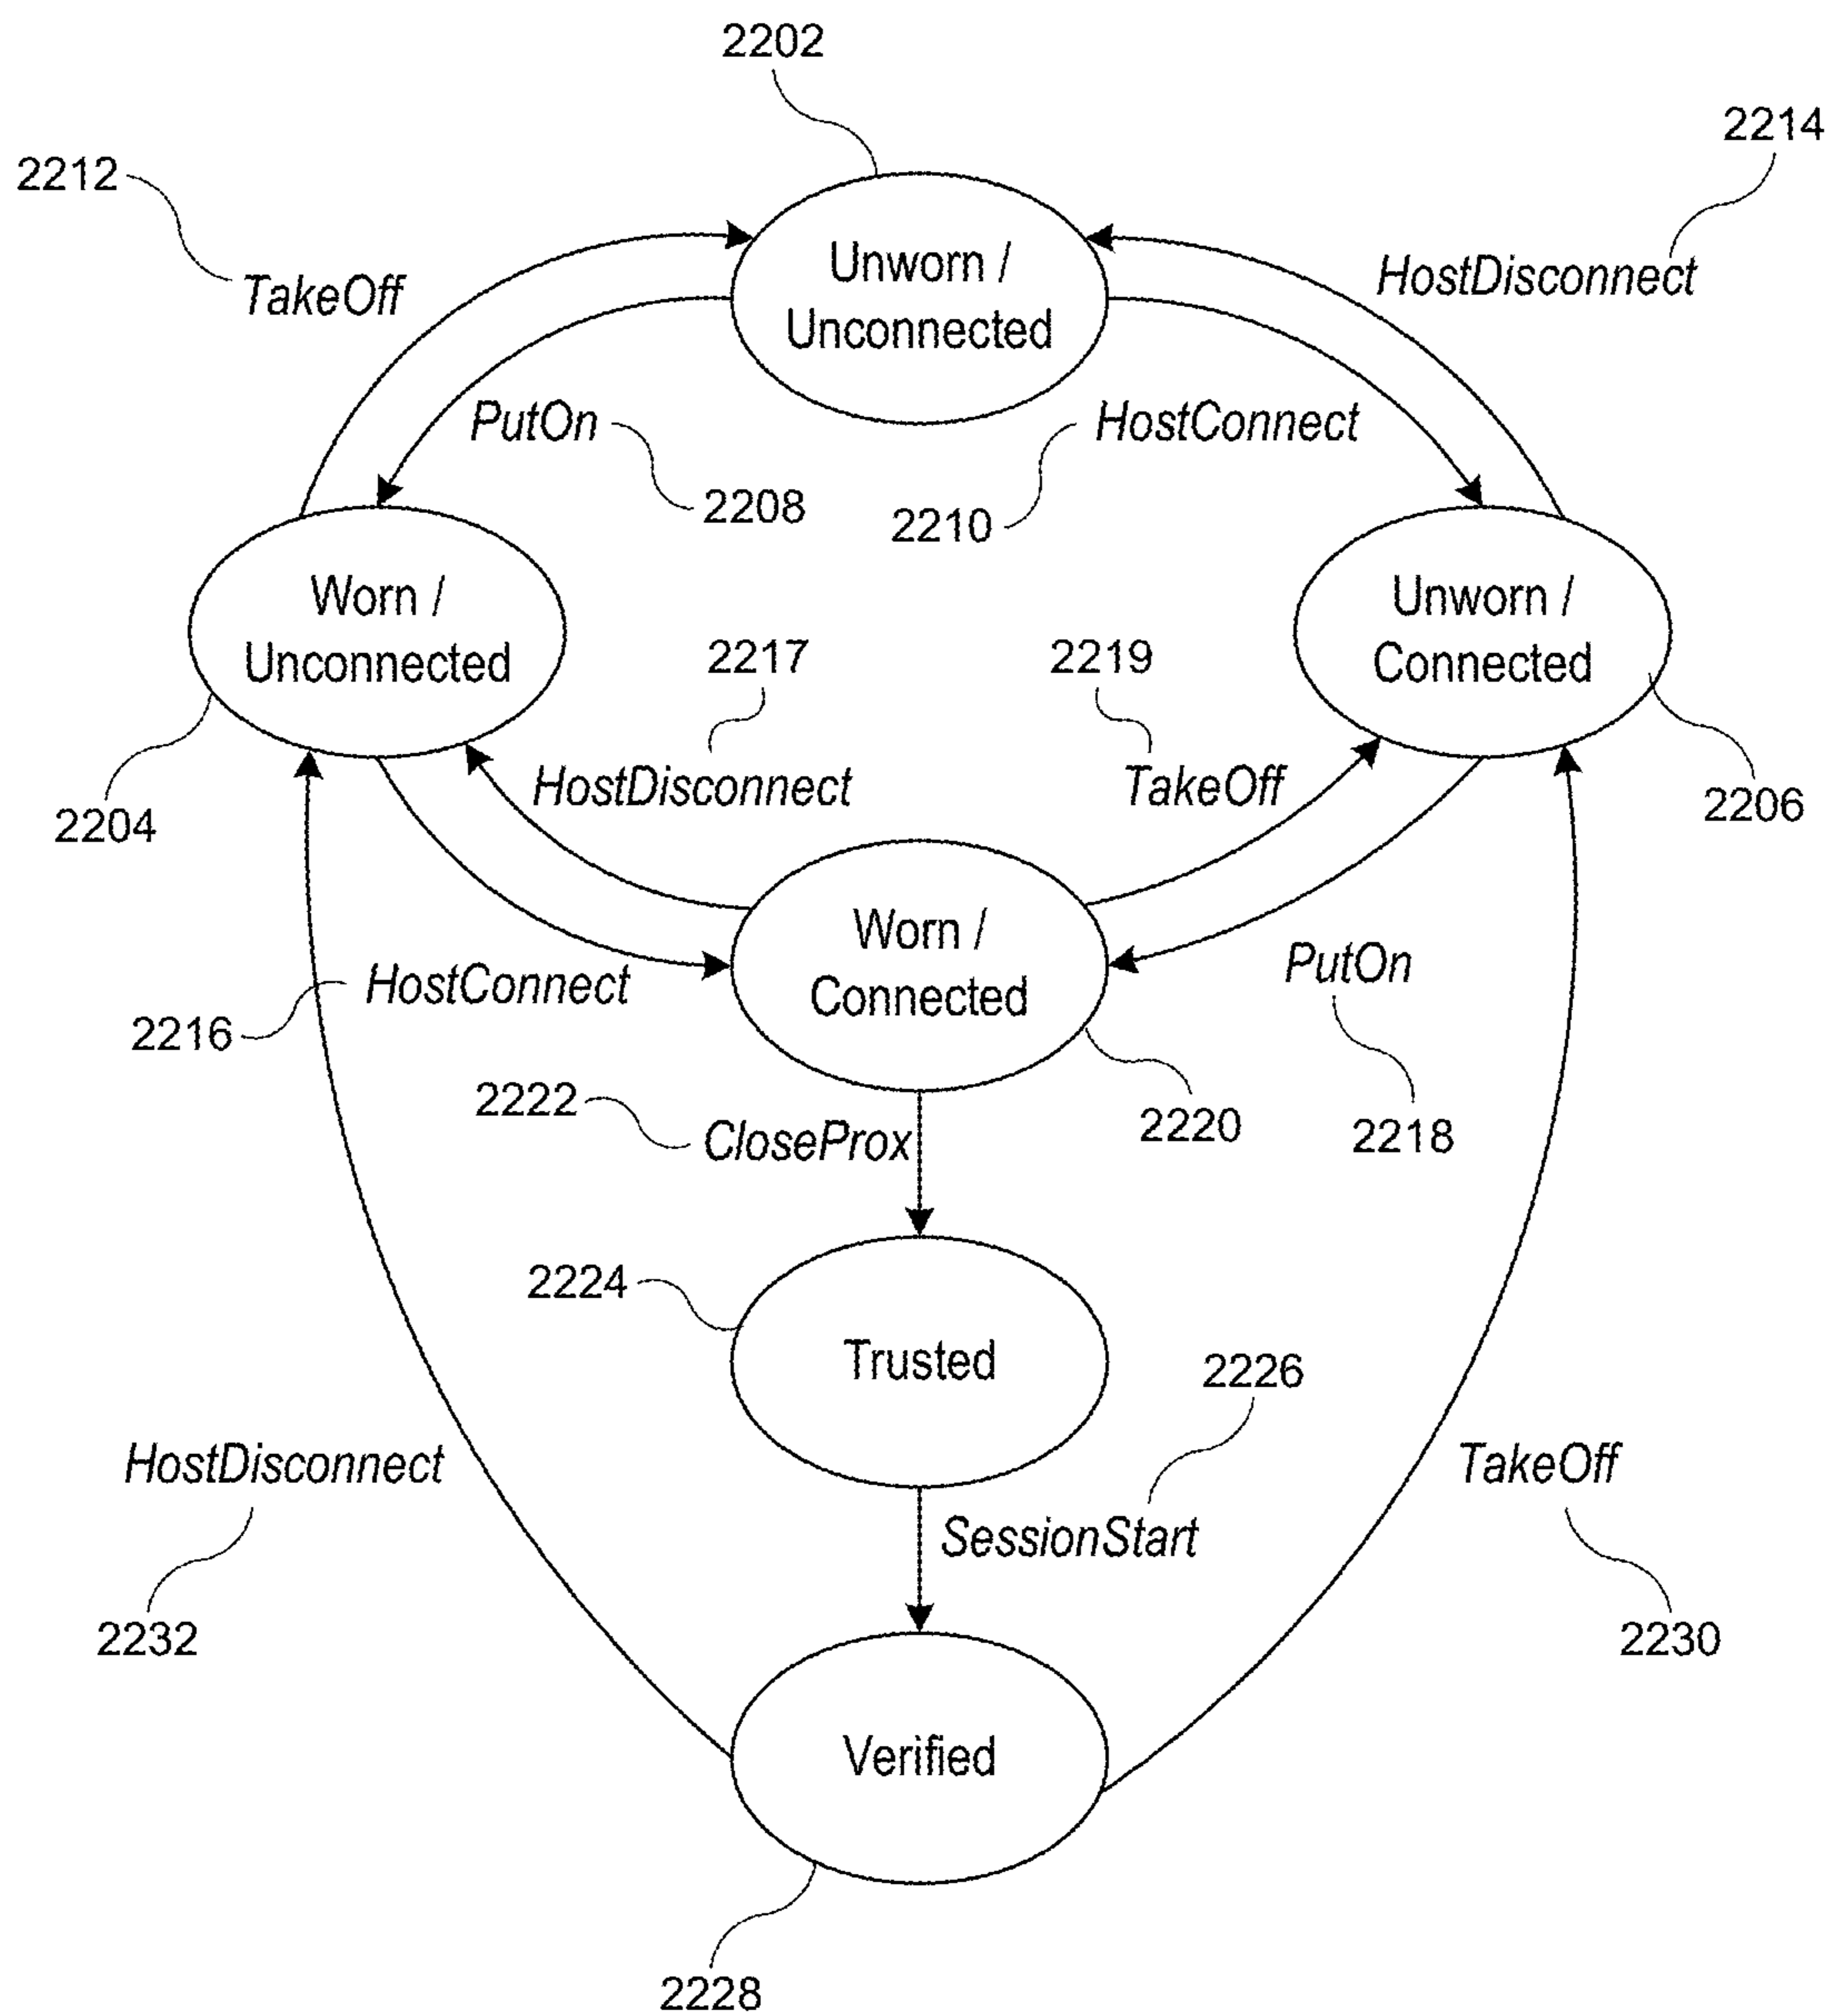 2202
2214
2212
Unworn /
Unconnected
HostDisconnect
TakeOff
PutOn
HostConnect
2208
2210
Worn /
Unconnected
Unworn /
Connected
2217
2219
HostDisconnect
TakeOff
2204
2206
Worn /
Connected
HostConnect
PutOn
2216
2222
CloseProx
2220
2218
2224
Trusted
2226
HostDisconnect
TakeOff
SessionStart
2232
2230
Verified
2228